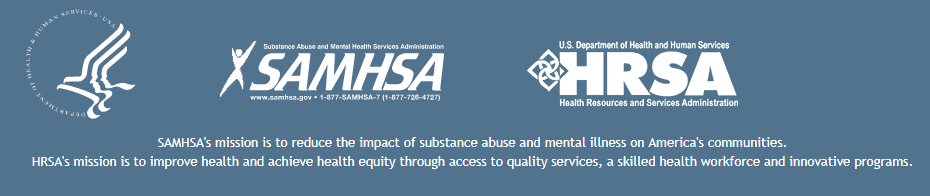 DEPARTMENT OF HEALTH & HUMAN SERVICES · USA
Substance Abuse and Mental Health Services Administration
SAMHSA
www.samhsa.gov • 1-877-SAMHSA-7 (1-877-726-4727)
U.S. Department of Health and Human Services
HRSA
Health Resources and Services Administration
SAMHSA's mission is to reduce the impact of substance abuse and mental illness on America's communities.
HRSA's mission is to improve health and achieve health equity through access to quality services, a skilled health workforce and innovative programs.